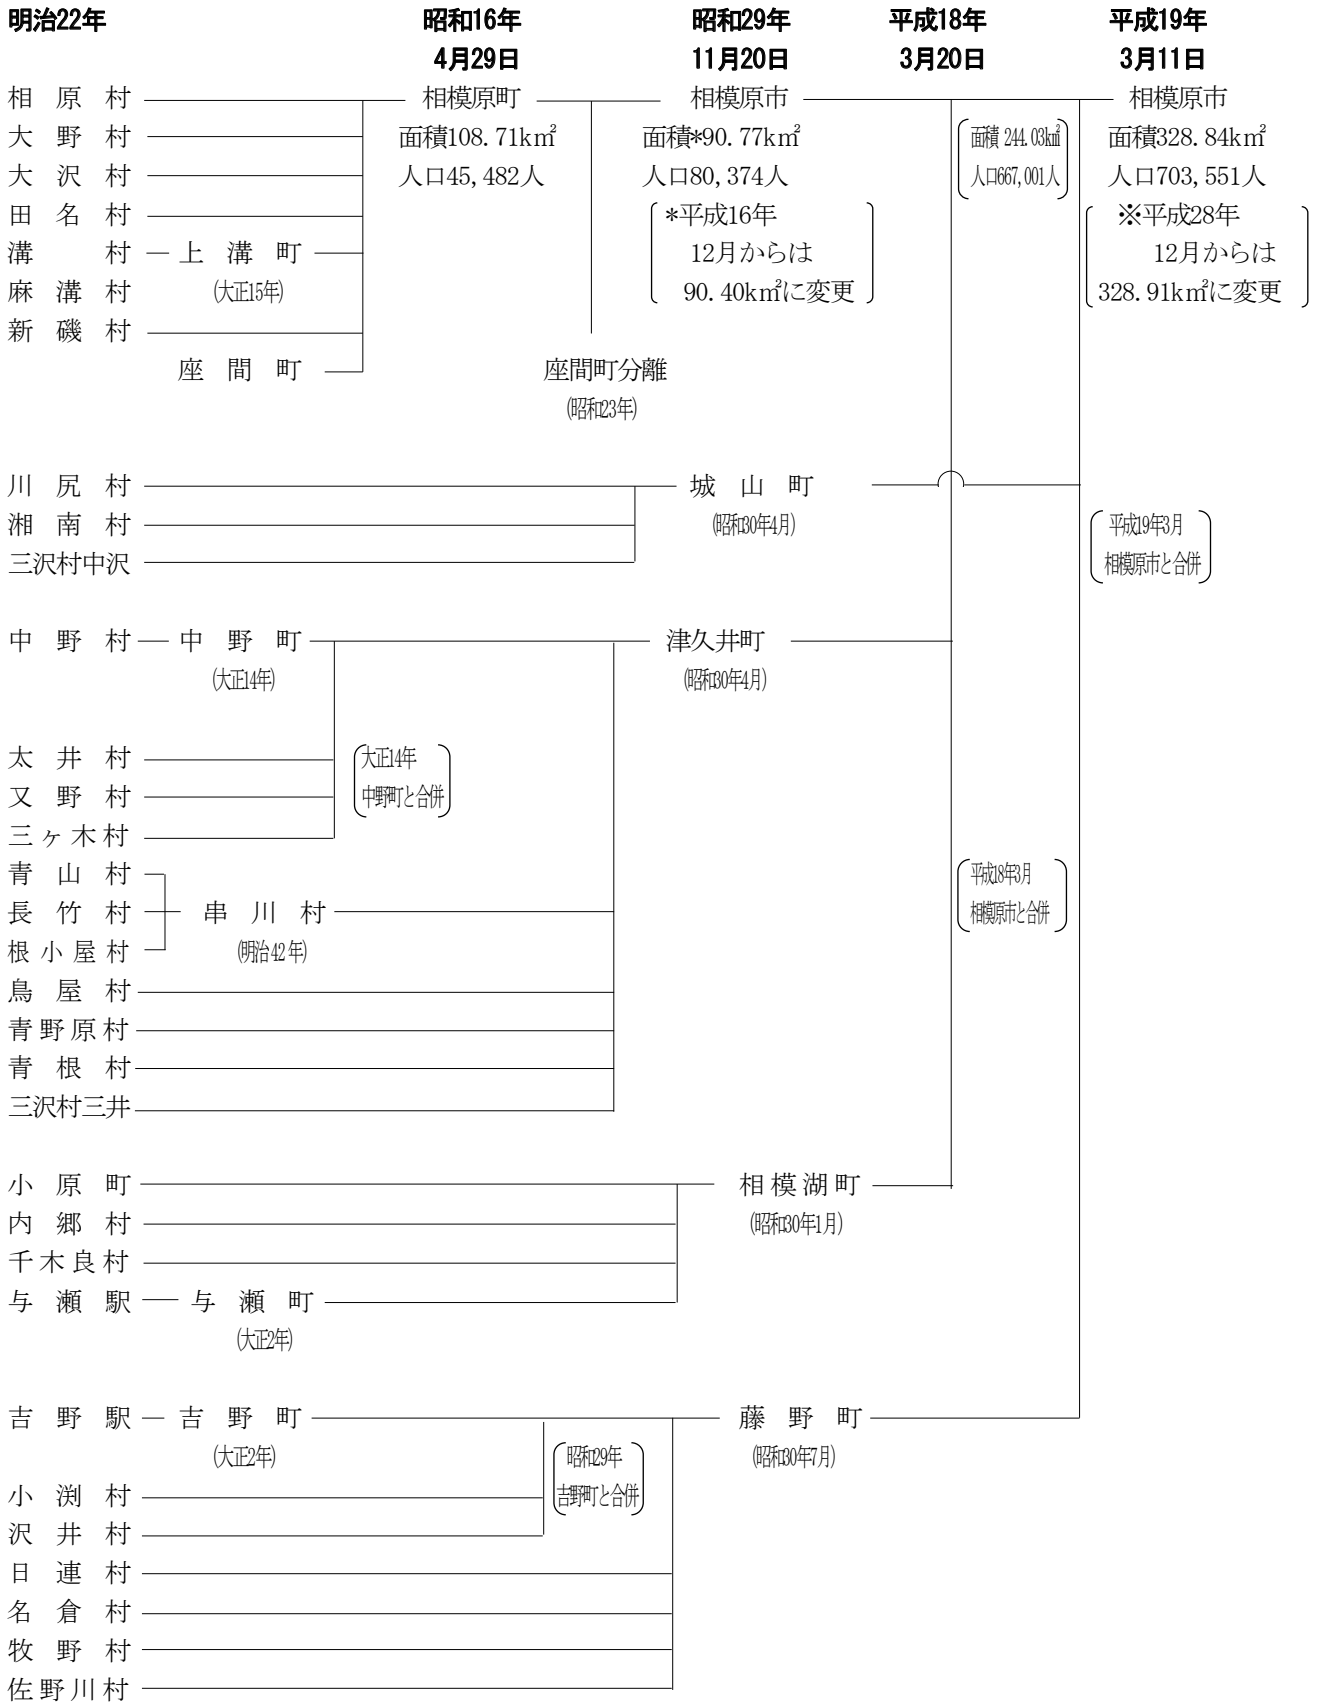 明治22年 昭和16年 昭和29年 平成18年 平成19年
4月29日 11月20日 3月20日 3月11日
相原村 相模原町 相模原市 相模原市
大野村 面積108.71k㎡ 面積*90.77k㎡ 面積 244.03k㎡ 面積328.84k㎡
大沢村 人口45,482人 人口80,374人 人口667,001人 人口703,551人
田名村 *平成16年 ※平成28年
溝村 上溝町 12月からは 12月からは
麻溝村 (大正15年) 90.40k㎡に変更 328.91k㎡に変更
新磯村
座間町 座間町分離
(昭和23年)
川尻村 城山町
湘南村 (昭和30年4月) 平成19年3月
三沢村中沢 相模原市と合併
中野村 中野町 津久井町
(大正14年) (昭和30年4月)
太井村 大正14年
又野村 中野町と合併
三ヶ木村
青山村 平成18年3月
長竹村 串川村 相模原市と合併
根小屋村 (明治42年)
鳥屋村
青野原村
青根村
三沢村三井
小原町 相模湖町
内郷村 (昭和30年1月)
千木良村
与瀬駅 与瀬町
(大正2年)
吉野駅 吉野町 藤野町
(大正2年) 昭和29年 (昭和30年7月)
小渕村 吉野町と合併
沢井村
日連村
名倉村
牧野村
佐野川村